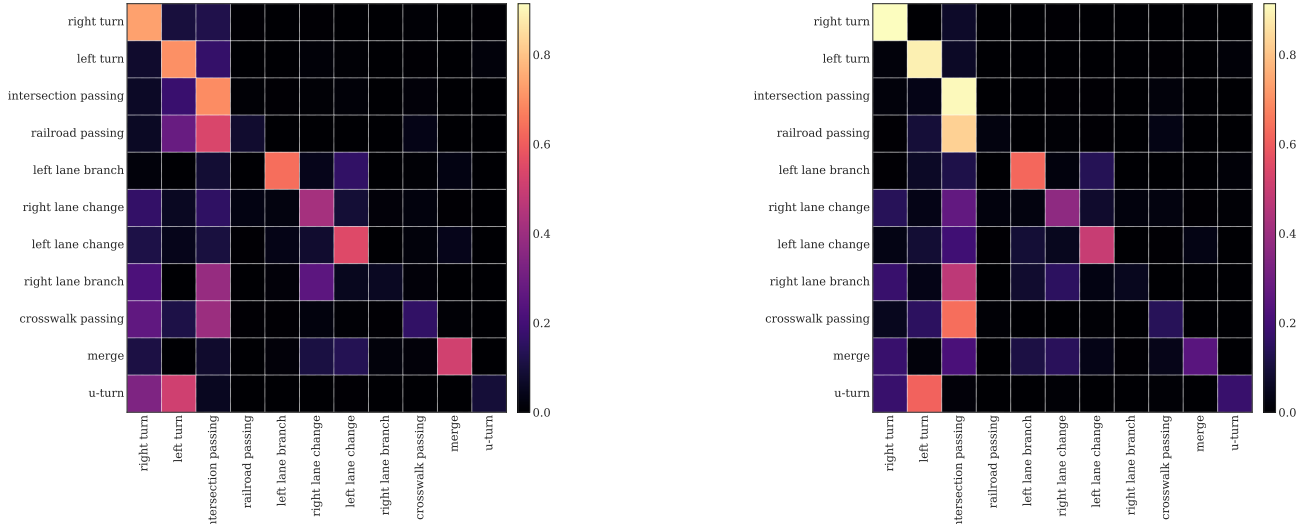 right turn
left turn
intersection passing
railroad passing
left lane branch
right lane change
left lane change
right lane branch
crosswalk passing
merge
u-turn
right turn
left turn
ntersection passing
railroad passing
left lane branch
right lane change
left lane change
right lane branch
crosswalk passing
merge
u-turn
0.8
0.6
0.4
0.2
0.0
right turn
left turn
intersection passing
railroad passing
left lane branch
right lane change
left lane change
right lane branch
crosswalk passing
merge
u-turn
right turn
left turn
ntersection passing
railroad passing
left lane branch
right lane change
left lane change
right lane branch
crosswalk passing
merge
u-turn
0.8
0.6
0.4
0.2
0.0